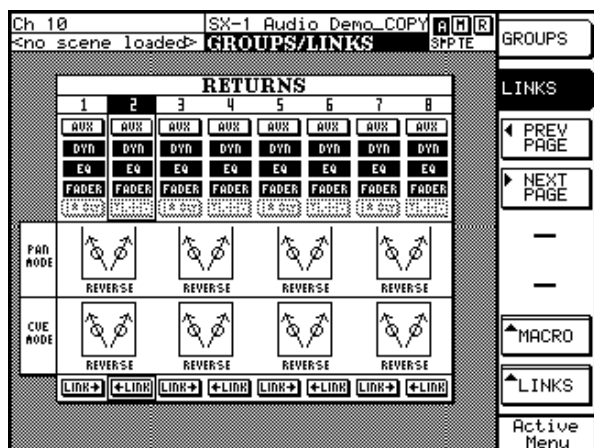 Ch 10 SX-1 Audio Demo_COPY A M R
<no scene loaded> GROUPS/LINKS SMPTE
GROUPS
LINKS
PREV PAGE
NEXT PAGE
MACRO
LINKS
Active Menu
RETURNS
1 2 3 4 5 6 7 8
AUX AUX AUX AUX AUX AUX AUX AUX
DYN DYN DYN DYN DYN DYN DYN DYN
EQ EQ EQ EQ EQ EQ EQ EQ
FADER FADER FADER FADER FADER FADER FADER FADER
PAN MODE
REVERSE REVERSE REVERSE REVERSE
CUE MODE
REVERSE REVERSE REVERSE REVERSE
LINK→ ←LINK LINK→ ←LINK LINK→ ←LINK LINK→ ←LINK